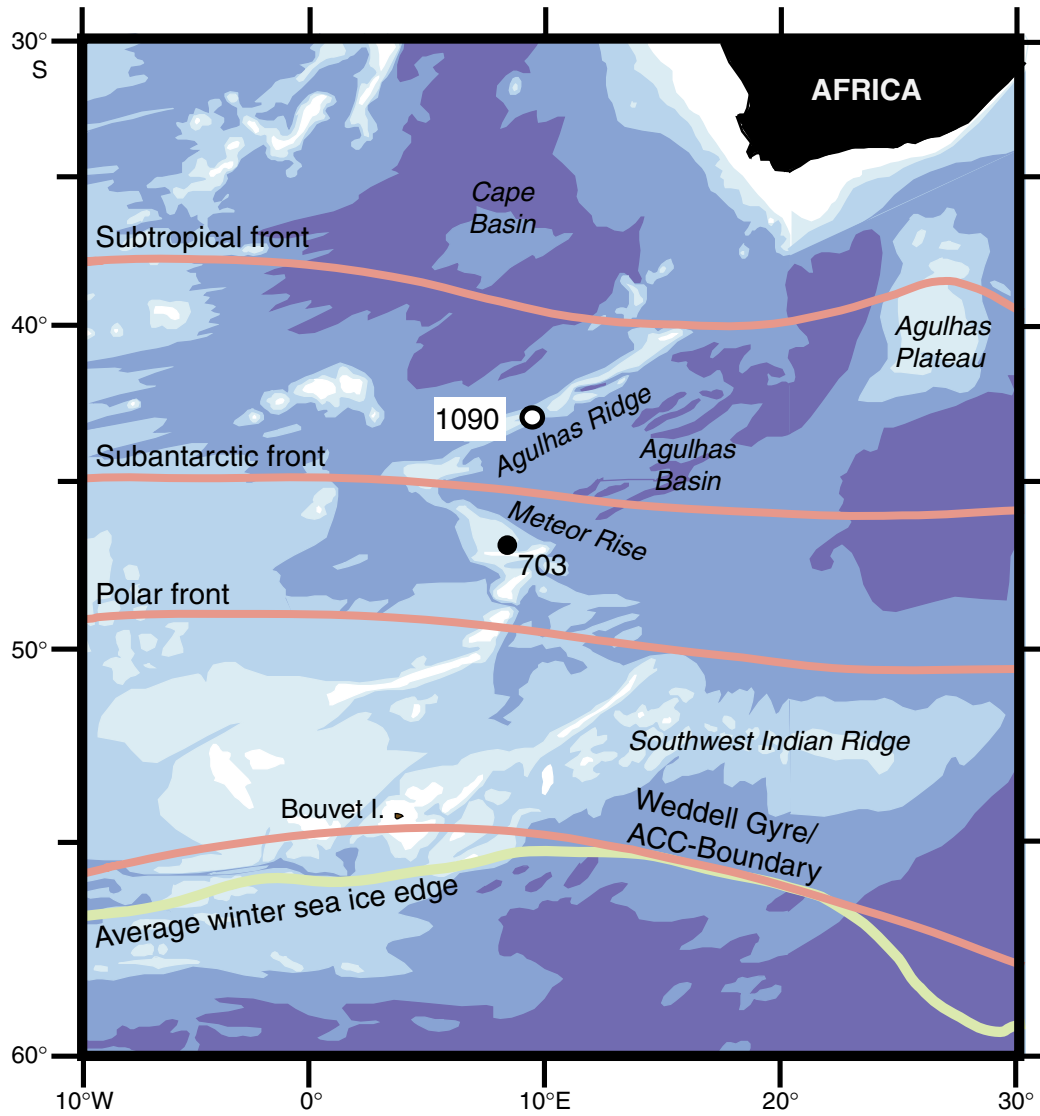 30°
S
AFRICA
Cape
Basin
Subtropical front
40°
Agulhas
Plateau
1090
Agulhas Ridge
Agulhas
Basin
Subantarctic front
Meteor Rise
703
Polar front
50°
Southwest Indian Ridge
Bouvet I.
Weddell Gyre/
ACC-Boundary
Average winter sea ice edge
60°
10°W
0°
10°E
20°
30°